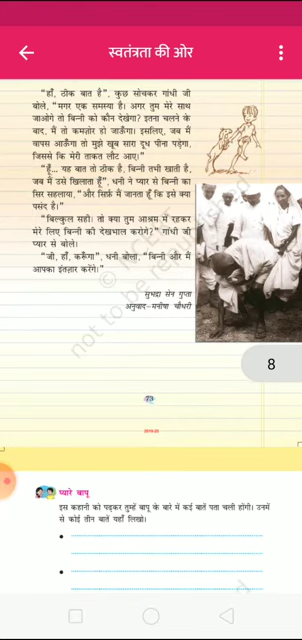 स्वतंत्रता की ओर
"हाँ, ठीक बात है", कुछ सोचकर गांधी जी
बोले, "मगर एक समस्या है। अगर तुम मेरे साथ
जाओगे तो बिन्नी को कौन देखेगा? इतना चलने के
बाद, मैं तो कमज़ोर हो जाऊँगा। इसलिए, जब मैं
वापस आऊँगा तो मुझे खूब सारा दूध पीना पड़ेगा,
जिससे कि मेरी ताकत लौट आए।"
"हूँ... यह बात तो ठीक है, बिन्नी तभी खाती है,
जब मैं उसे खिलाता हूँ", धनी ने प्यार से बिन्नी का
सिर सहलाया, "और सिर्फ़ मैं जानता हूँ कि इसे क्या
पसंद है।"
"बिल्कुल सही। तो क्या तुम आश्रम में रहकर
मेरे लिए बिन्नी की देखभाल करोगे?" गांधी जी
प्यार से बोले।
"जी, हाँ, करूँगा", धनी बोला, "बिन्नी और मैं
आपका इंतज़ार करेंगे।"
सुभद्रा सेन गुप्ता
अनुवाद-मनीषा चौधरी
not to be
8
73
प्यारे बापू
इस कहानी को पढ़कर तुम्हें बापू के बारे में कई बातें पता चली होंगी। उनमें
से कोई तीन बातें यहाँ लिखो।